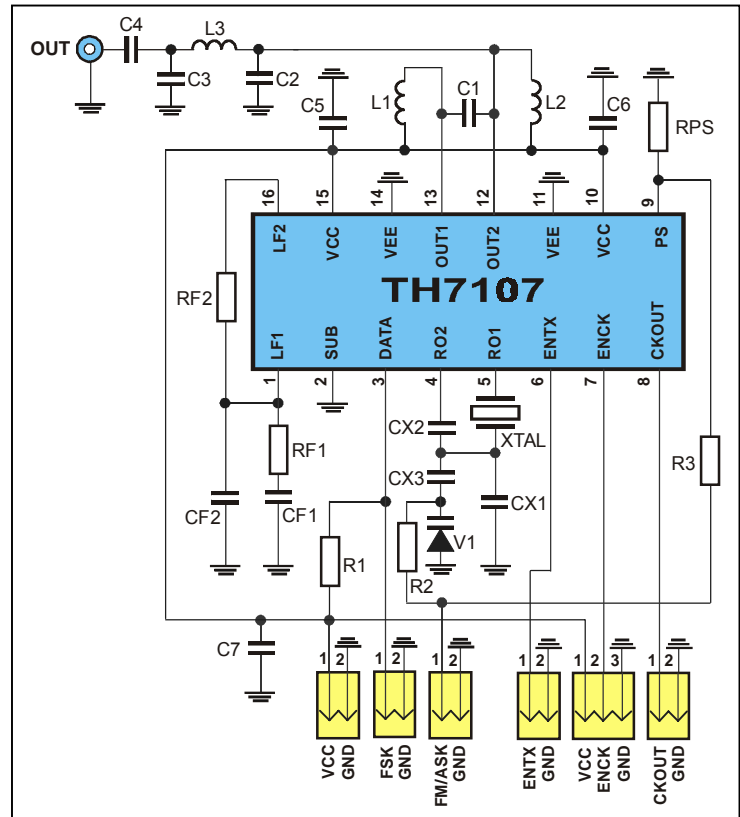 C4
L3
OUT
C3
C2
C5
L1
C1
L2
C6
RPS
16
15
14
13
12
11
10
9
LF2
VCC
VEE
OUT1
OUT2
VEE
VCC
PS
TH7107
RF2
LF1
SUB
DATA
RO2
RO1
ENTX
ENCK
CKOUT
1
2
3
4
5
6
7
8
CX2
XTAL
RF1
CX3
R3
CF2
CF1
CX1
V1
R1
R2
C7
1 2
1 2
1 2
1 2
1 2 3
1 2
VCC
GND
FSK
GND
FM/ASK
GND
ENTX
GND
VCC
ENCK
GND
CKOUT
GND